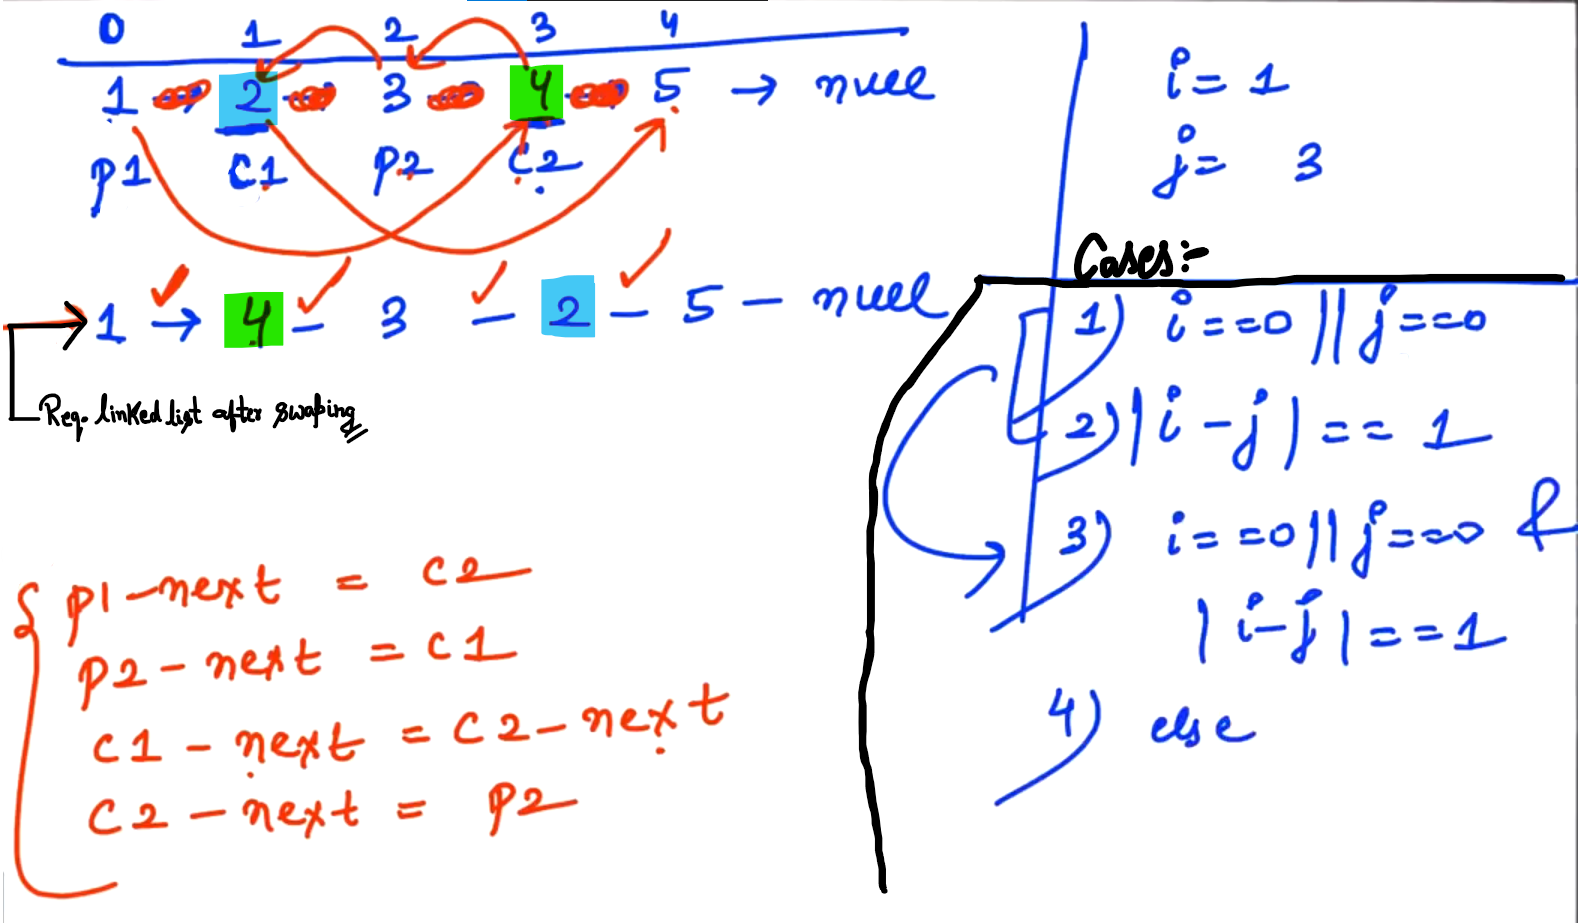 0 1 2 3 4
1 2 3 4 5 → null
P1 C1 P2 C2
1 → 4 - 3 - 2 - 5 - null
Req. linked list after swaping
p1-next = c2
p2-next = c1
c1-next = c2-next
c2-next = p2
i = 1
j = 3
Cases:-
1) i==0 || j==0
2) |i-j| == 1
3) i==0 || j==0 &
|i-j| == 1
4) else